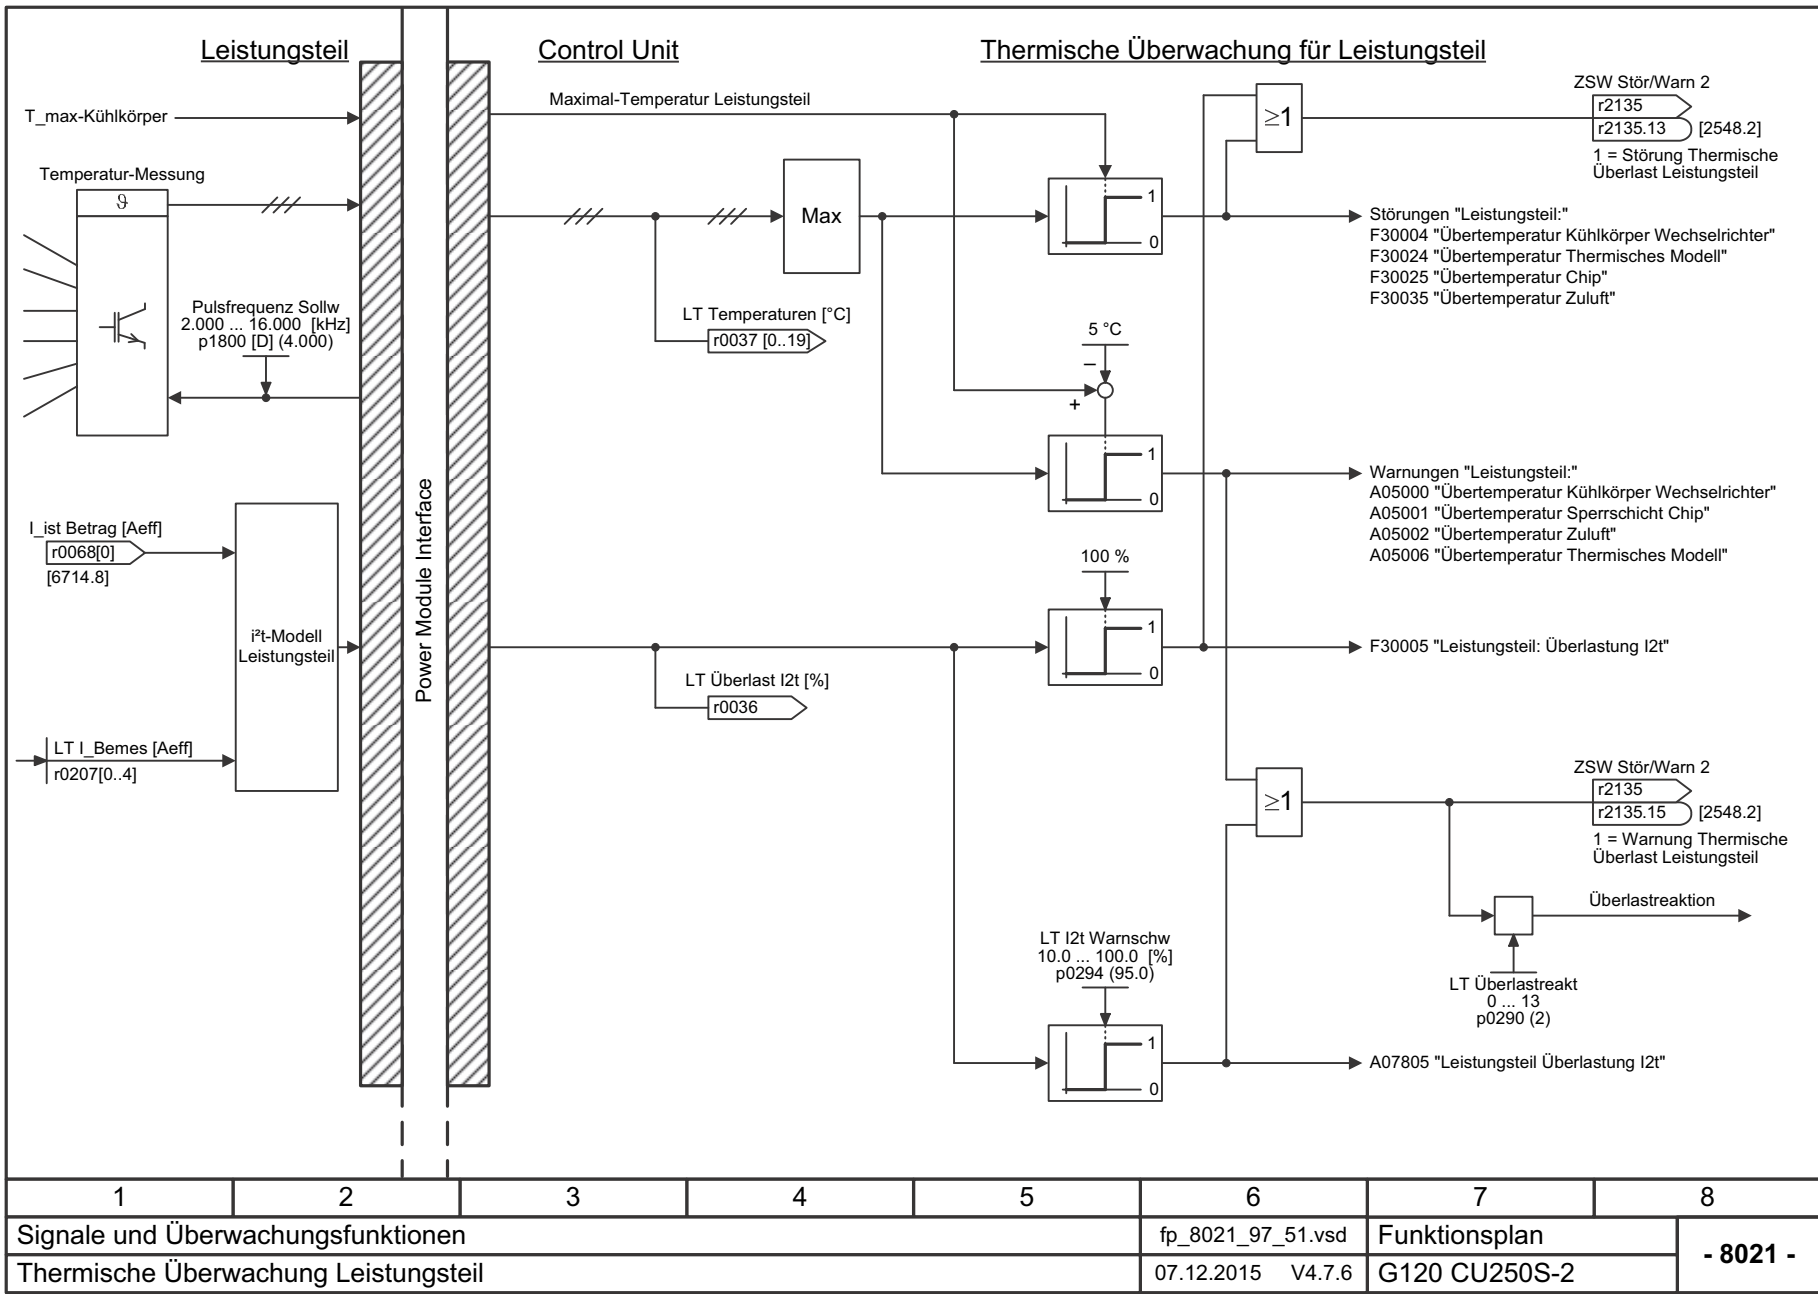 Leistungsteil
Control Unit
Thermische Überwachung für Leistungsteil
T_max-Kühlkörper
Temperatur-Messung
ϑ
Pulsfrequenz Sollw
2.000 ... 16.000 [kHz]
p1800 [D] (4.000)
I_ist Betrag [Aeff]
r0068[0]
[6714.8]
i²t-Modell
Leistungsteil
LT I_Bemes [Aeff]
r0207[0..4]
Power Module Interface
Maximal-Temperatur Leistungsteil
Max
LT Temperaturen [°C]
r0037 [0..19]
LT Überlast I2t [%]
r0036
1
0
5 °C
–
+
1
0
100 %
1
0
LT I2t Warnschw
10.0 ... 100.0 [%]
p0294 (95.0)
1
0
≥1
ZSW Stör/Warn 2
r2135
r2135.13 [2548.2]
1 = Störung Thermische
Überlast Leistungsteil
Störungen "Leistungsteil:"
F30004 "Übertemperatur Kühlkörper Wechselrichter"
F30024 "Übertemperatur Thermisches Modell"
F30025 "Übertemperatur Chip"
F30035 "Übertemperatur Zuluft"
Warnungen "Leistungsteil:"
A05000 "Übertemperatur Kühlkörper Wechselrichter"
A05001 "Übertemperatur Sperrschicht Chip"
A05002 "Übertemperatur Zuluft"
A05006 "Übertemperatur Thermisches Modell"
F30005 "Leistungsteil: Überlastung I2t"
≥1
ZSW Stör/Warn 2
r2135
r2135.15 [2548.2]
1 = Warnung Thermische
Überlast Leistungsteil
Überlastreaktion
LT Überlastreakt
0 ... 13
p0290 (2)
A07805 "Leistungsteil Überlastung I2t"
1 2 3 4 5 6 7 8
Signale und Überwachungsfunktionen
fp_8021_97_51.vsd
Funktionsplan
- 8021 -
Thermische Überwachung Leistungsteil
07.12.2015 V4.7.6
G120 CU250S-2